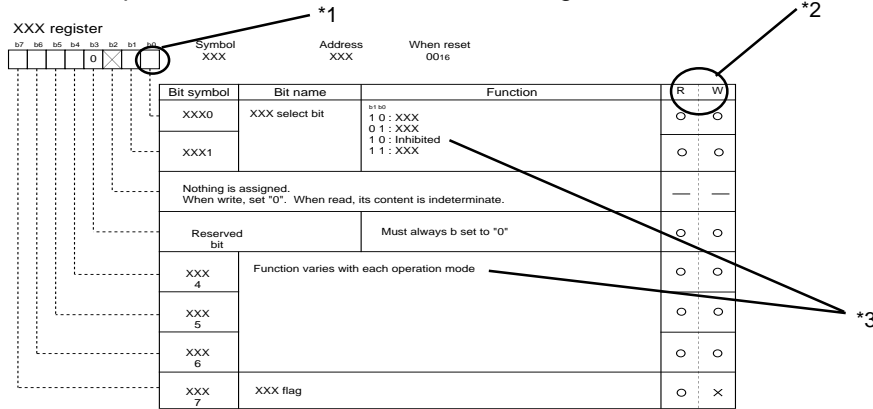 *1
*2
XXX register
b7 b6 b5 b4 b3 b2 b1 b0
Symbol Address When reset
XXX XXX 0016
0
Bit symbol Bit name Function R W
XXX0 XXX select bit
b1 b0
1 0 : XXX
0 1 : XXX
1 0 : Inhibited
1 1 : XXX
XXX1
Nothing is assigned.
When write, set "0". When read, its content is indeterminate.
Reserved
bit
Must always b set to "0"
XXX
4
Function varies with each operation mode
XXX
5
*3
XXX
6
XXX
7
XXX flag